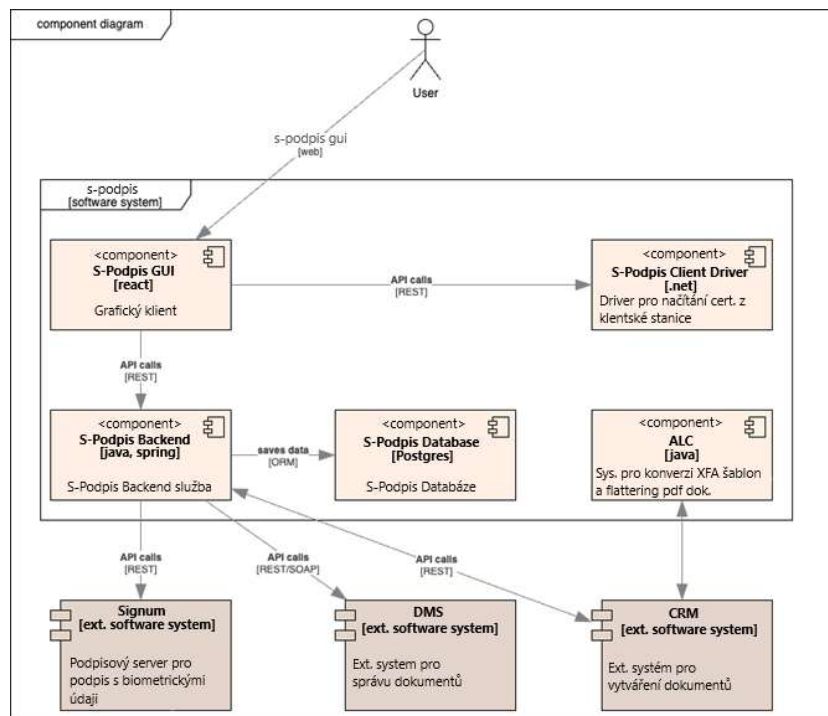 component diagram
User
s-podpis gui
[web]
s-podpis
[software system]
<component>
S-Podpis GUI
[react]
Grafický klient
API calls
[REST]
<component>
S-Podpis Client Driver
[.net]
Driver pro načítání cert. z
klentské stanice
API calls
[REST]
<component>
S-Podpis Backend
[java, spring]
S-Podpis Backend služba
saves data
[ORM]
<component>
S-Podpis Database
[Postgres]
S-Podpis Databáze
<component>
ALC
[java]
Sys. pro konverzi XFA šablon
a flattering pdf dok.
API calls
[REST]
API calls
[REST/SOAP]
API calls
[REST]
Signum
[ext. software system]
Podpisový server pro
podpis s biometrickými
údaji
DMS
[ext. software system]
Ext. system pro
správu dokumentů
CRM
[ext. software system]
Ext. systém pro
vytváření dokumentů